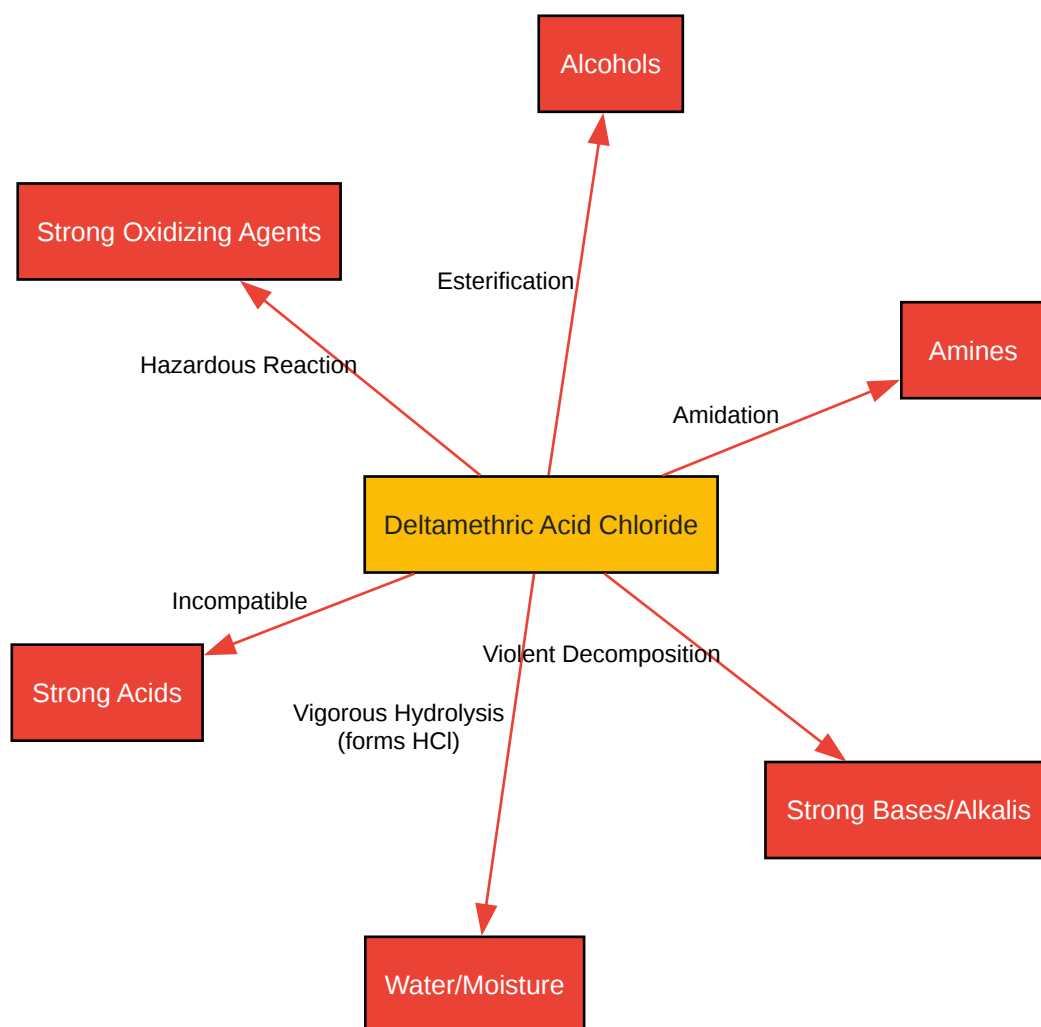 Alcohols
Strong Oxidizing Agents
Esterification
Amines
Hazardous Reaction
Amidation
Deltamethric Acid Chloride
Incompatible
Violent Decomposition
Strong Acids
Vigorous Hydrolysis
(forms HCl)
Strong Bases/Alkalis
Water/Moisture